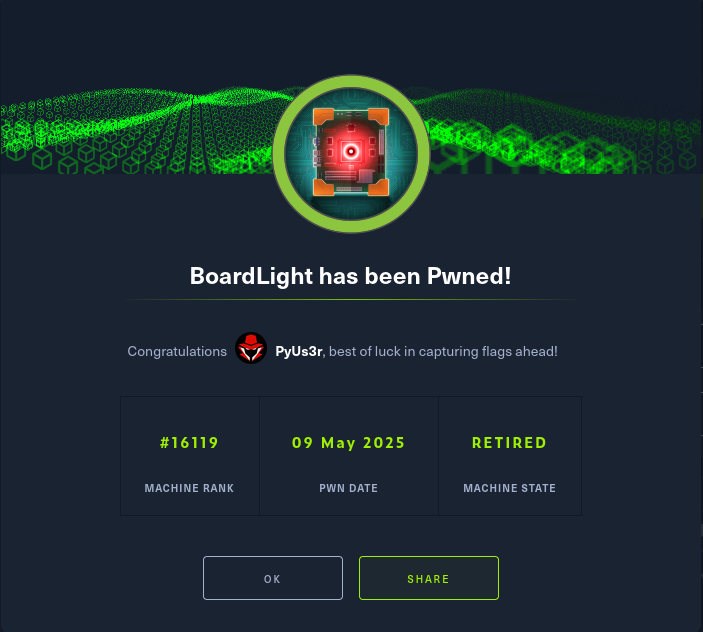 BoardLight has been Pwned!
Congratulations PyUs3r, best of luck in capturing flags ahead!
#16119 09 May 2025 RETIRED
MACHINE RANK PWN DATE MACHINE STATE
OK SHARE